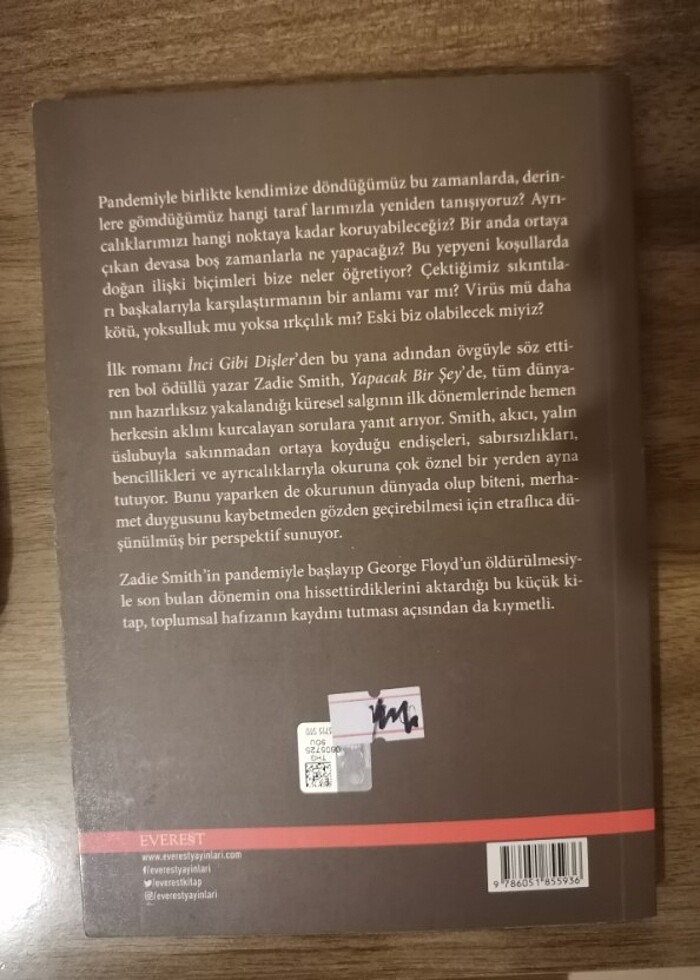 Pandemiyle birlikte kendimize döndüğümüz bu zamanlarda, derin-
lere gömdüğümüz hangi taraf larımızla yeniden tanışıyoruz? Ayrı-
calıklarımızı hangi noktaya kadar koruyabileceğiz? Bir anda ortaya
çıkan devasa boş zamanlarla ne yapacağız? Bu yepyeni koşullarda
doğan ilişki biçimleri bize neler öğretiyor? Çektiğimiz sıkıntıla-
rı başkalarıyla karşılaştırmanın bir anlamı var mı? Virüs mü daha
kötü, yoksulluk mu yoksa ırkçılık mı? Eski biz olabilecek miyiz?
İlk romanı İnci Gibi Dişler'den bu yana adından övgüyle söz etti-
ren bol ödüllü yazar Zadie Smith, Yapacak Bir Şey'de, tüm dünya-
nın hazırlıksız yakalandığı küresel salgının ilk dönemlerinde hemen
herkesin aklını kurcalayan sorulara yanıt arıyor. Smith, akıcı, yalın
üslubuyla sakınmadan ortaya koyduğu endişeleri, sabırsızlıkları,
bencillikleri ve ayrıcalıklarıyla okuruna çok öznel bir yerden ayna
tutuyor. Bunu yaparken de okurunun dünyada olup biteni, merha-
met duygusunu kaybetmeden gözden geçirebilmesi için etraflıca dü-
şünülmüş bir perspektif sunuyor.
Zadie Smith'in pandemiyle başlayıp George Floyd'un öldürülmesiy-
le son bulan dönemin ona hissettirdiklerini aktardığı bu küçük ki-
tap, toplumsal hafızanın kaydını tutması açısından da kıymetli.
EVEREST
www.everestyayinlari.com
/everestyayinlari
/everestkitap
/everestyayinlari
9 786051 855936